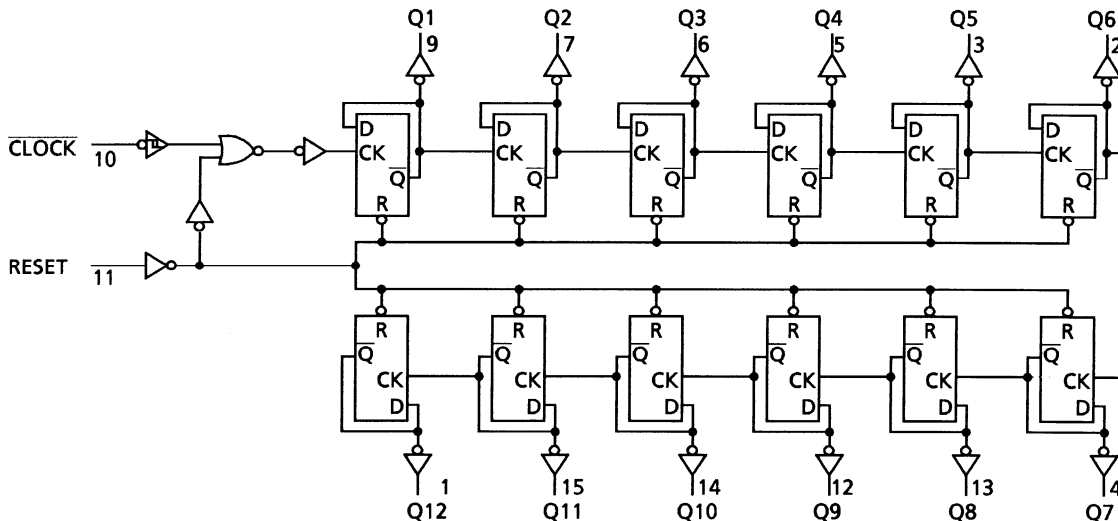 Q1 Q2 Q3 Q4 Q5 Q6
9 7 6 5 3 2
D D D D D D
CLOCK 10 CK CK CK CK CK CK
Q Q Q Q Q Q
R R R R R R
RESET 11
R R R R R R
Q Q Q Q Q Q
CK CK CK CK CK CK
D D D D D D
1 15 14 12 13 4
Q12 Q11 Q10 Q9 Q8 Q7